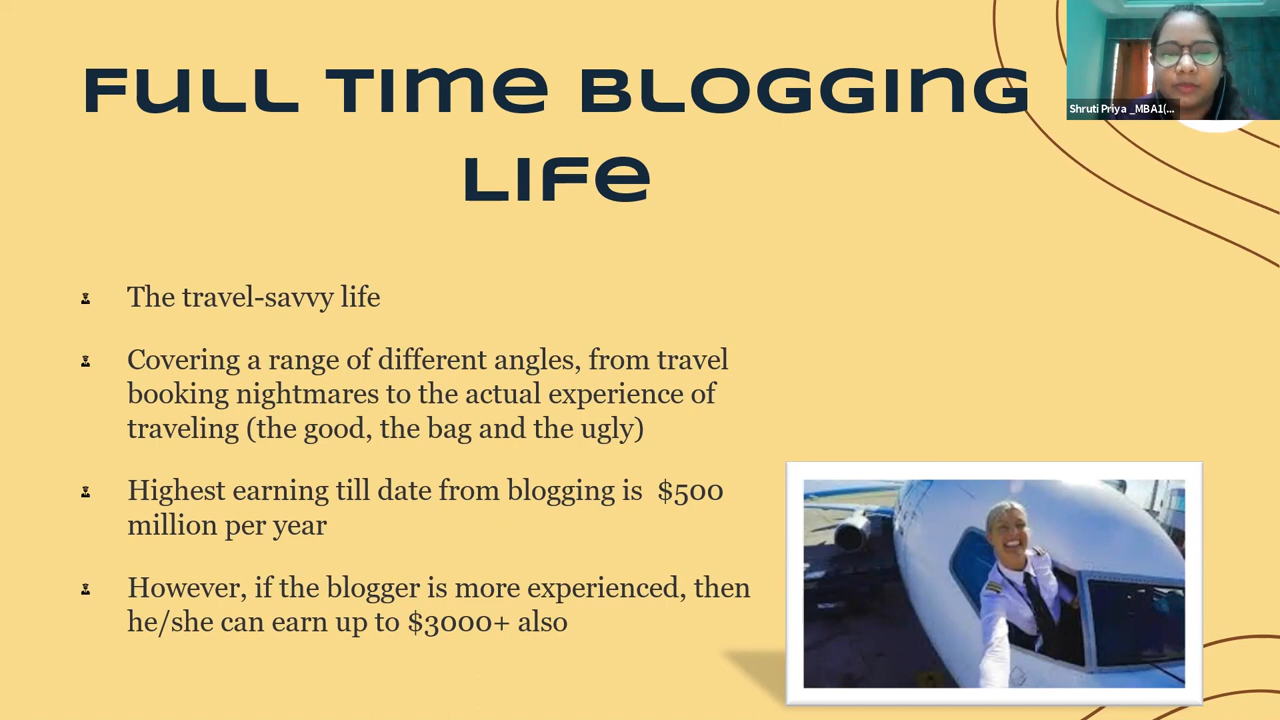 FULL TIME BLOGGING
LIFE
Shruti Priya _MBA1(...
The travel-savvy life
Covering a range of different angles, from travel
booking nightmares to the actual experience of
traveling (the good, the bag and the ugly)
Highest earning till date from blogging is $500
million per year
However, if the blogger is more experienced, then
he/she can earn up to $3000+ also